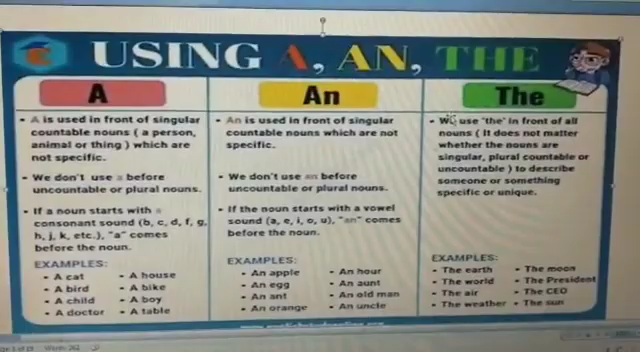 USING A, AN, THE
A
• A is used in front of singular
countable nouns ( a person,
animal or thing ) which are
not specific.
• We don't use a before
uncountable or plural nouns.
• If a noun starts with a
consonant sound (b, c, d, f, g,
h, j, k, etc.), "a" comes
before the noun.
EXAMPLES:
• A cat
• A bird
• A child
• A doctor
• A house
• A bike
• A boy
• A table
An
• An is used in front of singular
countable nouns which are not
specific.
• We don't use an before
uncountable or plural nouns.
• If the noun starts with a vowel
sound (a, e, i, o, u), "an" comes
before the noun.
EXAMPLES:
• An apple
• An egg
• An ant
• An orange
• An hour
• An aunt
• An old man
• An uncle
The
• We use 'the' in front of all
nouns ( It does not matter
whether the nouns are
singular, plural countable or
uncountable ) to describe
someone or something
specific or unique.
EXAMPLES:
• The earth
• The world
• The air
• The weather
• The moon
• The President
• The CEO
• The sun
Words: 262